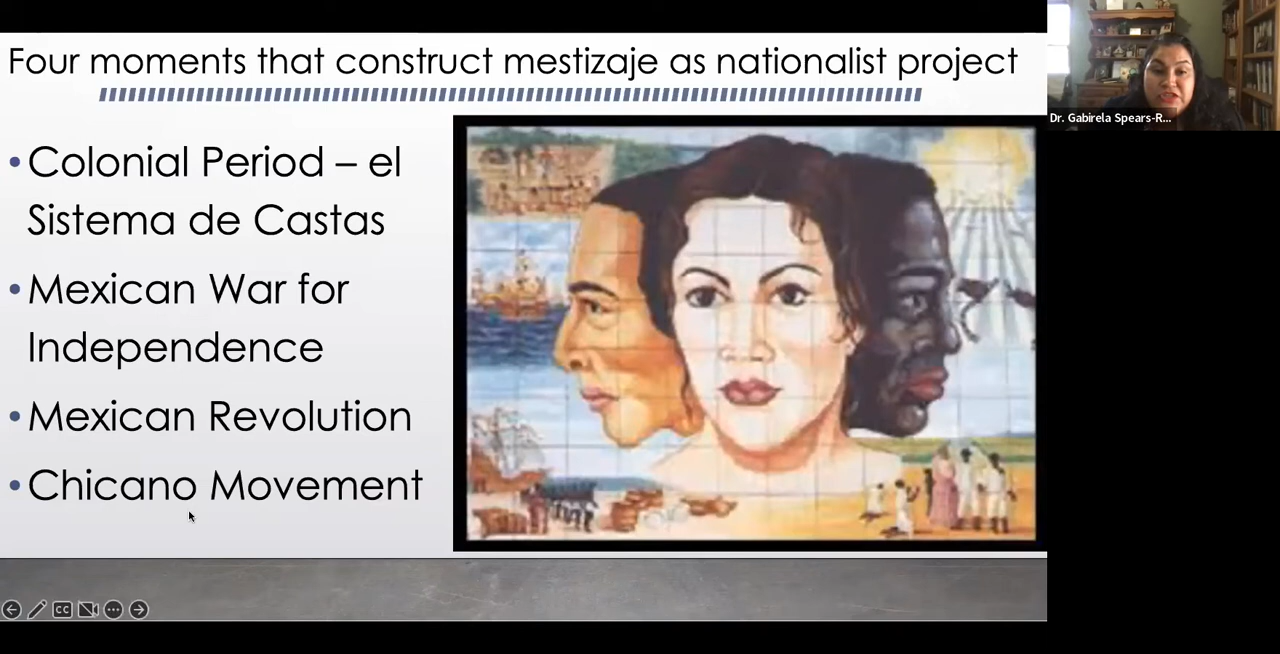 Four moments that construct mestizaje as nationalist project
•Colonial Period – el
Sistema de Castas
•Mexican War for
Independence
•Mexican Revolution
•Chicano Movement
Dr. Gabirela Spears-R...
CC